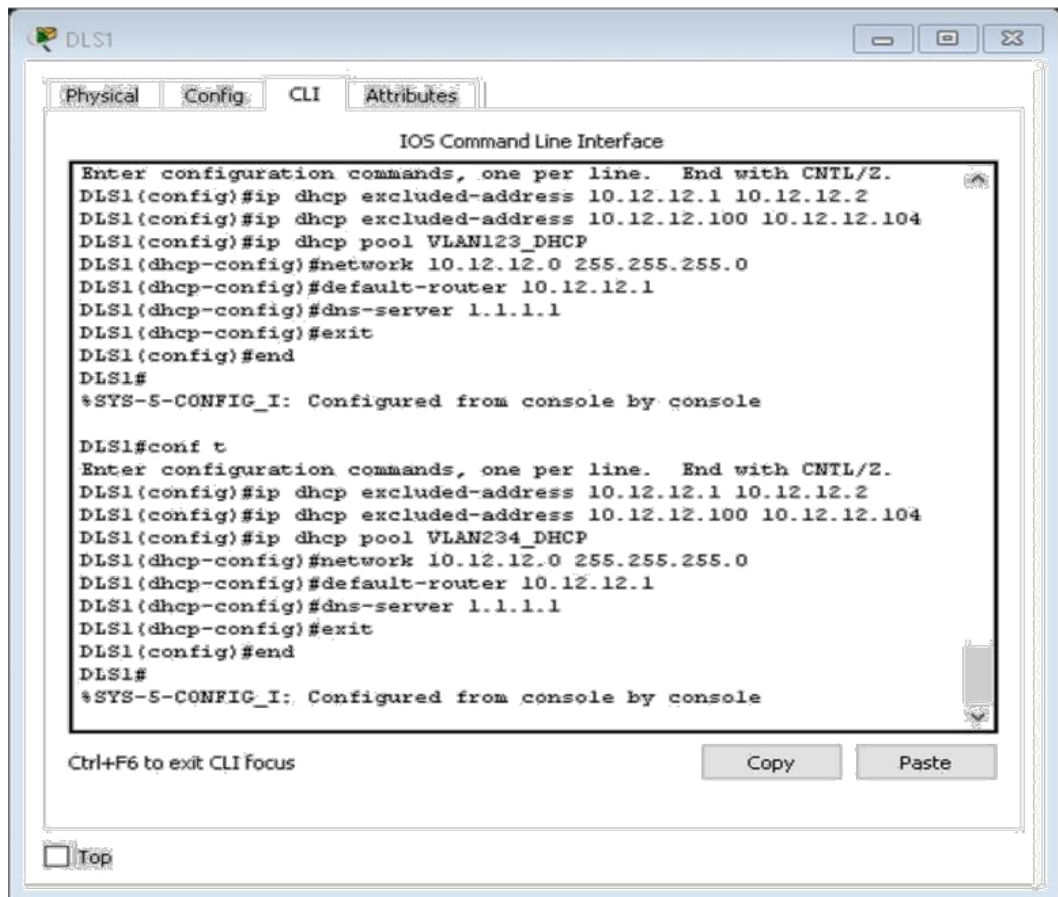 DLS1
Physical Config CLI Attributes
IOS Command Line Interface
Enter configuration commands, one per line. End with CNTL/Z.
DLS1(config)#ip dhcp excluded-address 10.12.12.1 10.12.12.2
DLS1(config)#ip dhcp excluded-address 10.12.12.100 10.12.12.104
DLS1(config)#ip dhcp pool VLAN123_DHCP
DLS1(dhcp-config)#network 10.12.12.0 255.255.255.0
DLS1(dhcp-config)#default-router 10.12.12.1
DLS1(dhcp-config)#dns-server 1.1.1.1
DLS1(dhcp-config)#exit
DLS1(config)#end
DLS1#
%SYS-5-CONFIG_I: Configured from console by console
DLS1#conf t
Enter configuration commands, one per line. End with CNTL/Z.
DLS1(config)#ip dhcp excluded-address 10.12.12.1 10.12.12.2
DLS1(config)#ip dhcp excluded-address 10.12.12.100 10.12.12.104
DLS1(config)#ip dhcp pool VLAN234_DHCP
DLS1(dhcp-config)#network 10.12.12.0 255.255.255.0
DLS1(dhcp-config)#default-router 10.12.12.1
DLS1(dhcp-config)#dns-server 1.1.1.1
DLS1(dhcp-config)#exit
DLS1(config)#end
DLS1#
%SYS-5-CONFIG_I: Configured from console by console
Ctrl+F6 to exit CLI focus
Copy Paste
Top